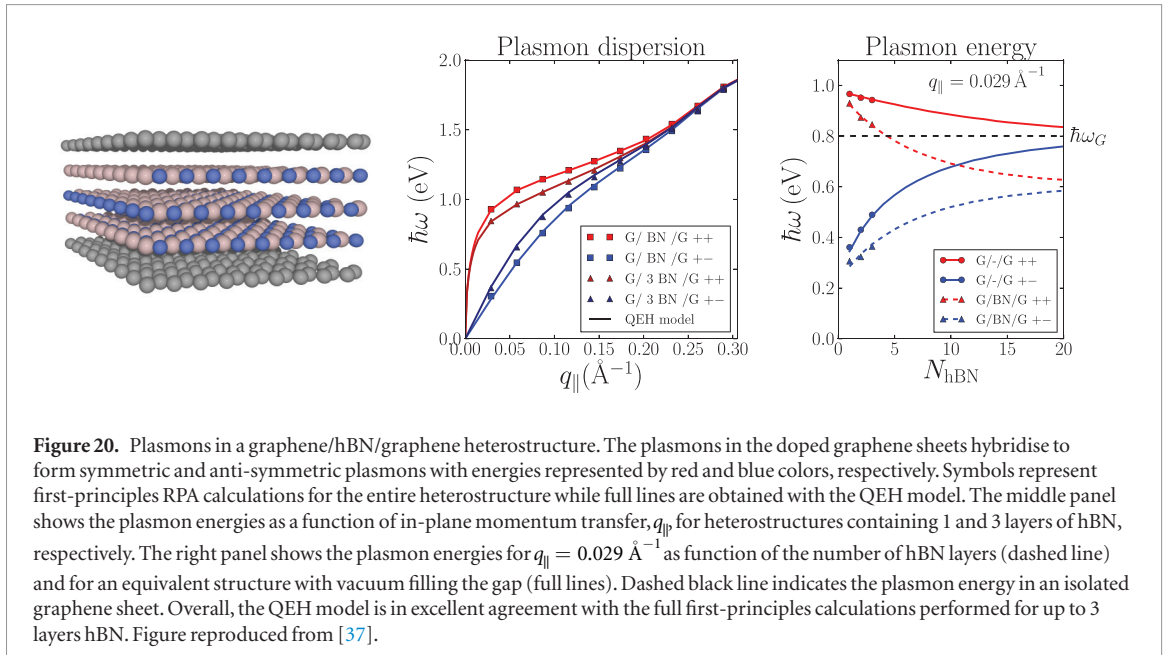 Plasmon dispersion
2.0
1.5
1.0
0.5
0.0
ℏω (eV)
0.00 0.05 0.10 0.15 0.20 0.25 0.30
q∥(Å⁻¹)
G/ BN /G ++
G/ BN /G +−
G/ 3 BN /G ++
G/ 3 BN /G +−
QEH model
Plasmon energy
q∥ = 0.029 Å⁻¹
1.0
0.8
0.6
0.4
0.2
0.0
ℏω (eV)
ℏω_G
0 5 10 15 20
N_hBN
G/-/G ++
G/-/G +−
G/BN/G ++
G/BN/G +−
Figure 20. Plasmons in a graphene/hBN/graphene heterostructure. The plasmons in the doped graphene sheets hybridise to
form symmetric and anti-symmetric plasmons with energies represented by red and blue colors, respectively. Symbols represent
first-principles RPA calculations for the entire heterostructure while full lines are obtained with the QEH model. The middle panel
shows the plasmon energies as a function of in-plane momentum transfer, q∥, for heterostructures containing 1 and 3 layers of hBN,
respectively. The right panel shows the plasmon energies for q∥ = 0.029 Å⁻¹ as function of the number of hBN layers (dashed line)
and for an equivalent structure with vacuum filling the gap (full lines). Dashed black line indicates the plasmon energy in an isolated
graphene sheet. Overall, the QEH model is in excellent agreement with the full first-principles calculations performed for up to 3
layers hBN. Figure reproduced from [37].